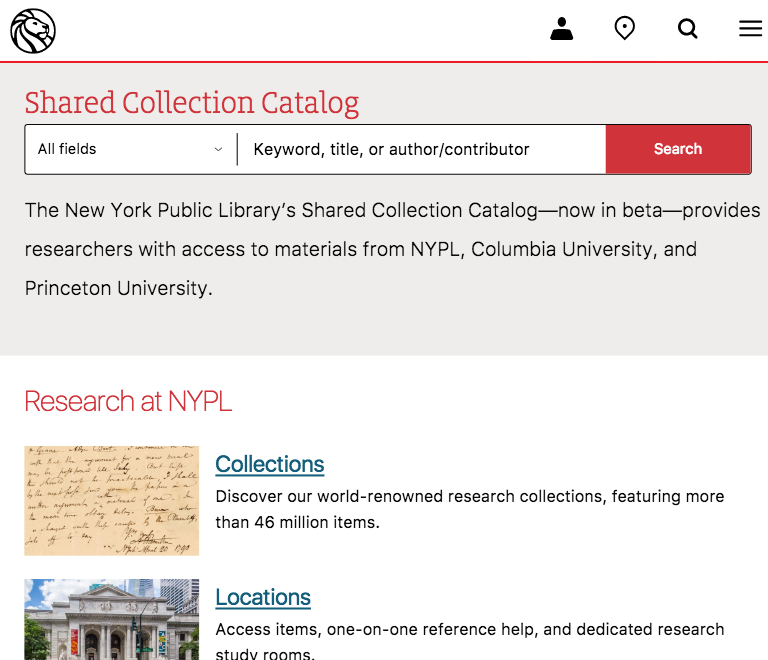 Shared Collection Catalog
All fields
Keyword, title, or author/contributor
Search
The New York Public Library’s Shared Collection Catalog—now in beta—provides
researchers with access to materials from NYPL, Columbia University, and
Princeton University.
Research at NYPL
Collections
Discover our world-renowned research collections, featuring more
than 46 million items.
Locations
Access items, one-on-one reference help, and dedicated research
study rooms.